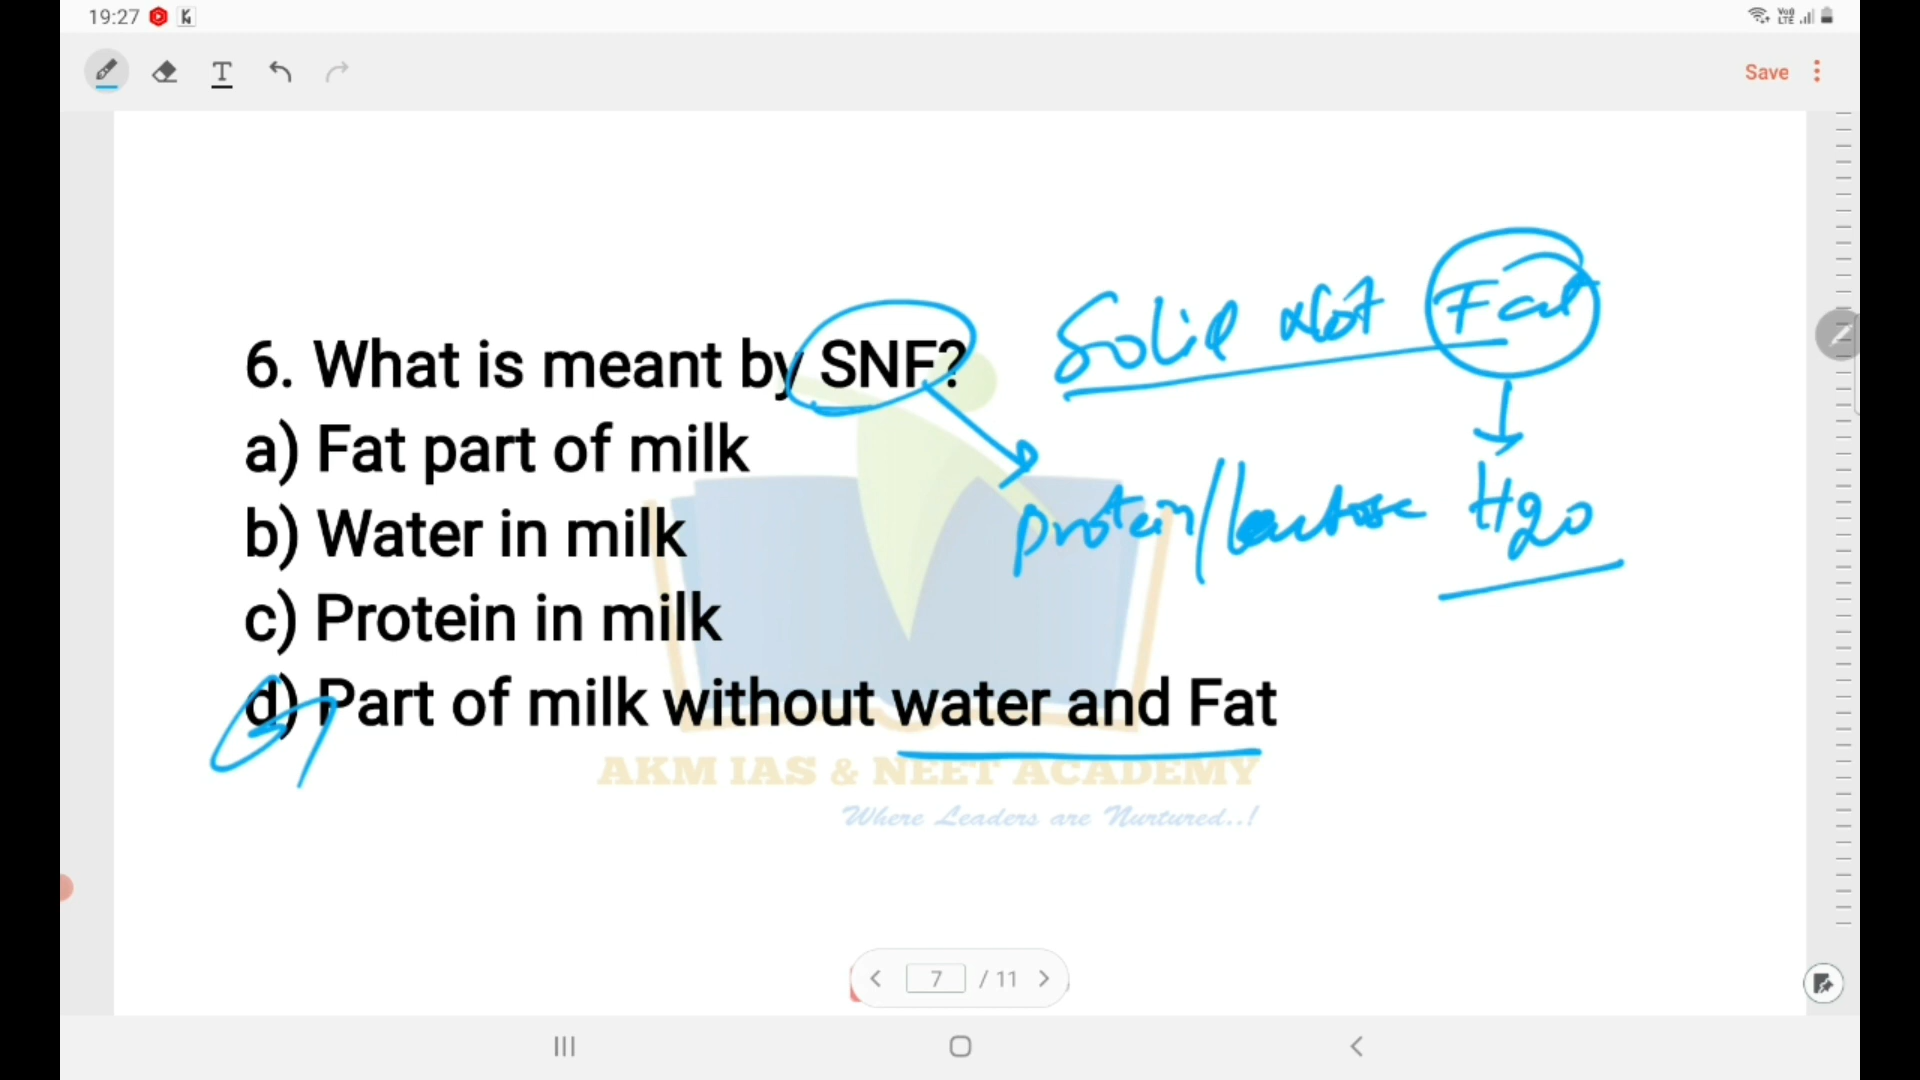 19:27
Save
Solid Not Fat
6. What is meant by SNF?
a) Fat part of milk
protein/lactose H2O
b) Water in milk
c) Protein in milk
d) Part of milk without water and Fat
AKM IAS & NEET ACADEMY
Where Leaders are Nurtured..!
7 / 11